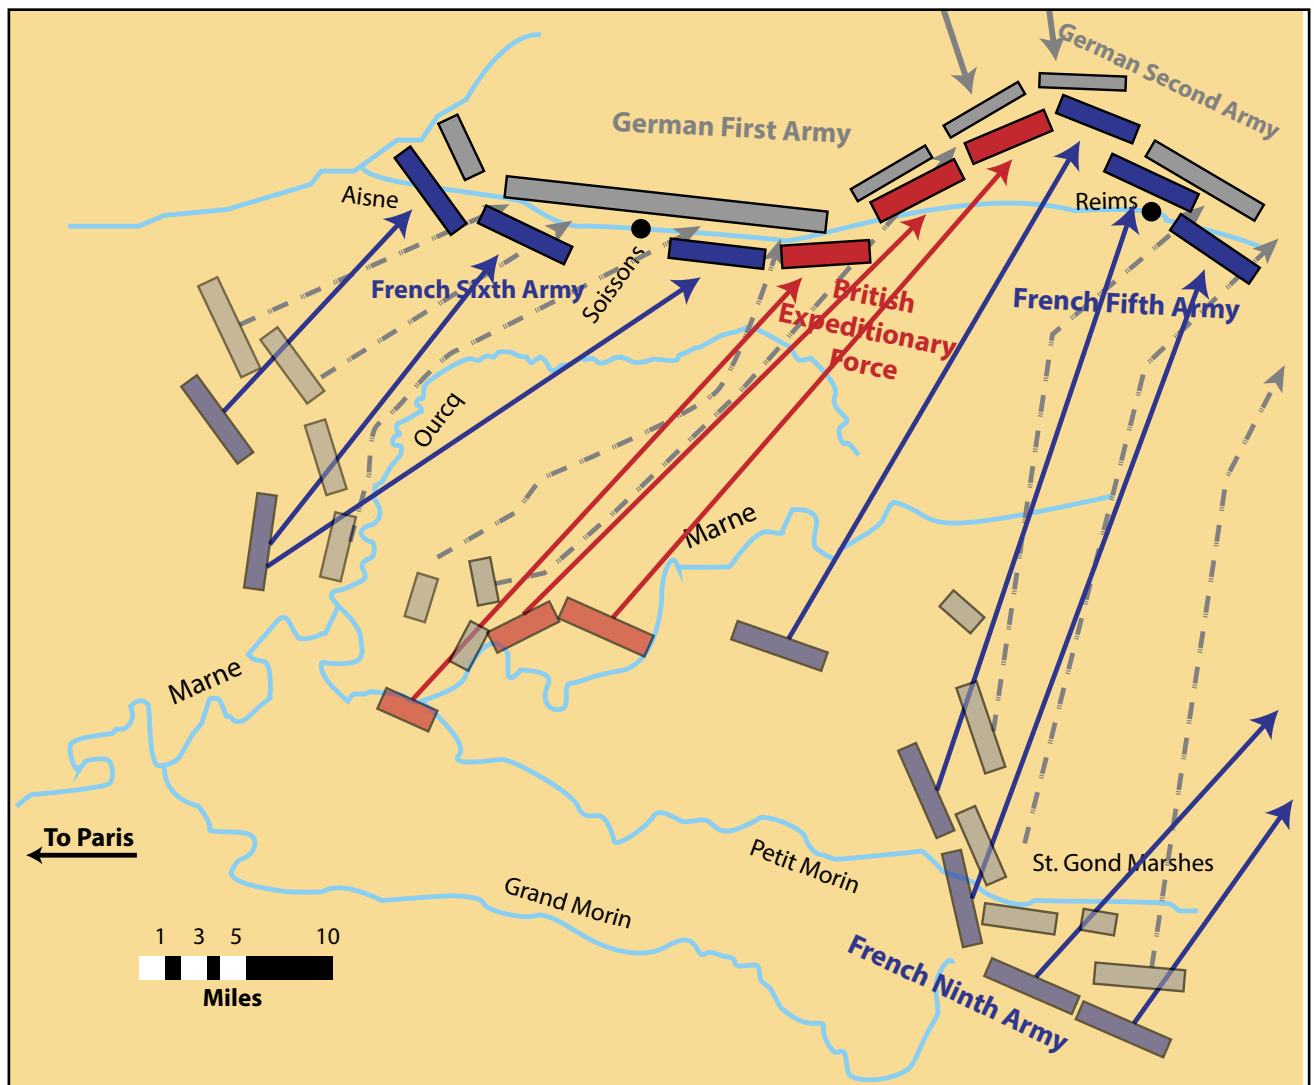 German Second Army
German First Army
Aisne
Reims
Soissons
French Sixth Army
British
Expeditionary
Force
French Fifth Army
Ourcq
Marne
Marne
To Paris
Petit Morin
St. Gond Marshes
Grand Morin
1 3 5 10
Miles
French Ninth Army